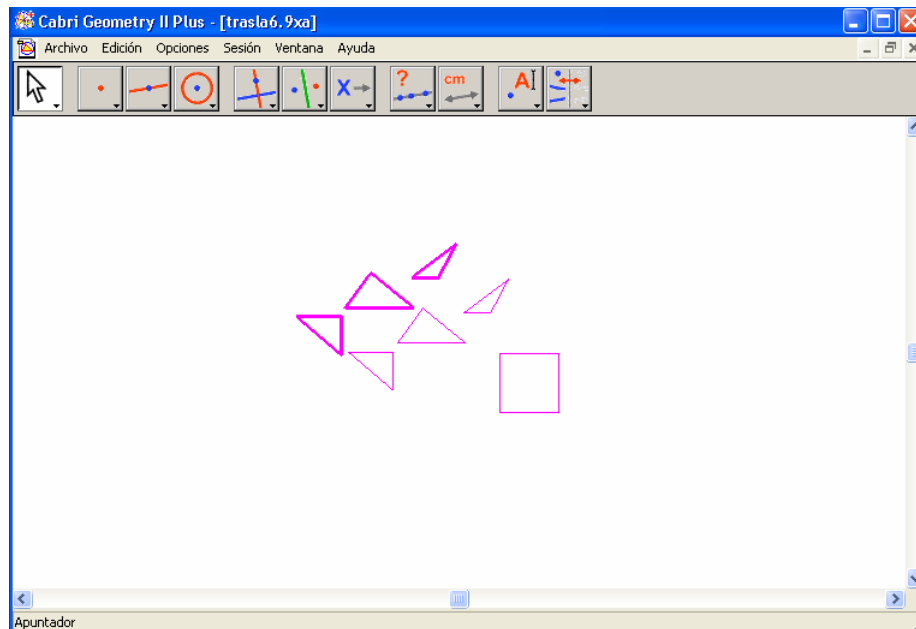 Cabri Geometry II Plus - [trasla6.9xa]
Archivo Edición Opciones Sesión Ventana Ayuda
X ? cm A
Apuntador